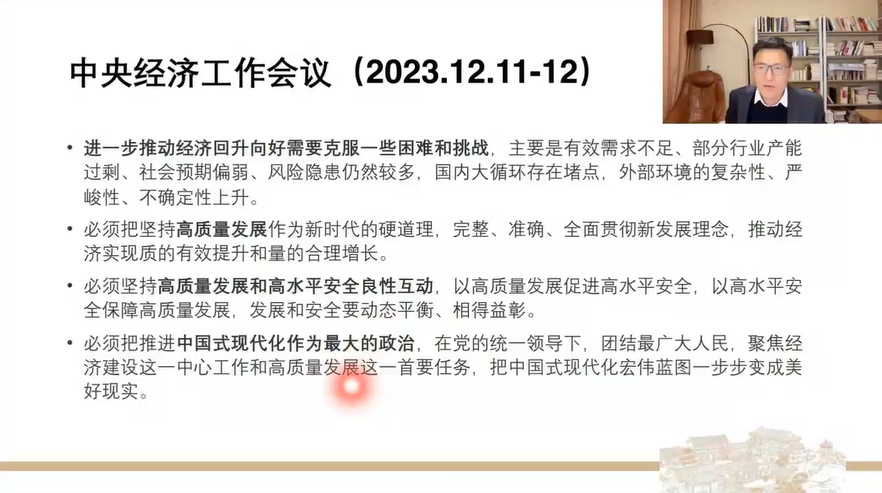 中央经济工作会议（2023.12.11-12）
• 进一步推动经济回升向好需要克服一些困难和挑战，主要是有效需求不足、部分行业产能
过剩、社会预期偏弱、风险隐患仍然较多，国内大循环存在堵点，外部环境的复杂性、严
峻性、不确定性上升。
• 必须把坚持高质量发展作为新时代的硬道理，完整、准确、全面贯彻新发展理念，推动经
济实现质的有效提升和量的合理增长。
• 必须坚持高质量发展和高水平安全良性互动，以高质量发展促进高水平安全，以高水平安
全保障高质量发展，发展和安全要动态平衡、相得益彰。
• 必须把推进中国式现代化作为最大的政治，在党的统一领导下，团结最广大人民，聚焦经
济建设这一中心工作和高质量发展这一首要任务，把中国式现代化宏伟蓝图一步步变成美
好现实。